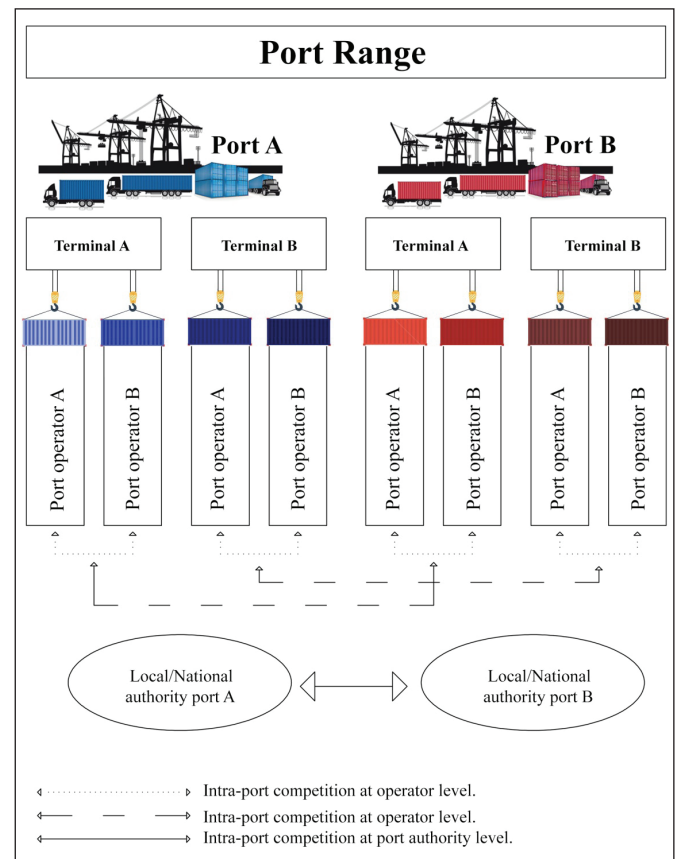 Port Range
Port A
Port B
Terminal A
Terminal B
Terminal A
Terminal B
Port operator A
Port operator B
Port operator A
Port operator B
Port operator A
Port operator B
Port operator A
Port operator B
Local/National
authority port A
Local/National
authority port B
Intra-port competition at operator level.
Intra-port competition at operator level.
Intra-port competition at port authority level.